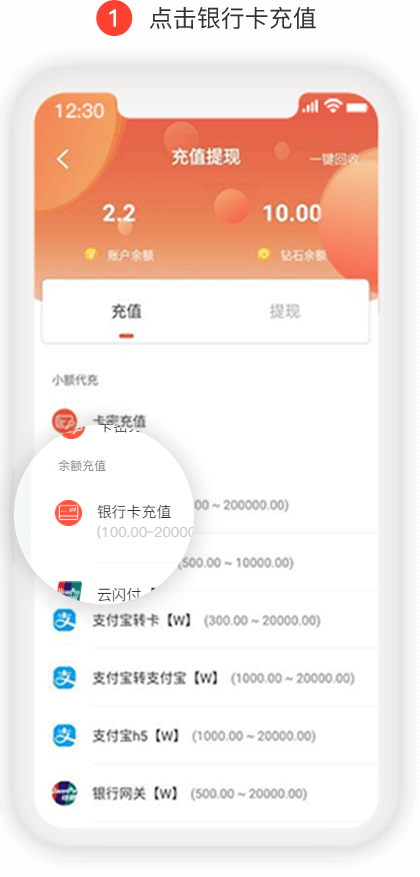 1 点击银行卡充值
12:30
充值提现
一键回收
2.2 10.00
账户余额 钻石余额
充值 提现
小额代充
卡密充值
余额充值
银行卡充值
(100.00~20000
00 ~ 200000.00)
云闪付
(500.00 ~ 10000.00)
支付宝转卡【W】 (300.00 ~ 20000.00)
支付宝转支付宝【W】 (1000.00 ~ 20000.00)
支付宝h5【W】 (1000.00 ~ 20000.00)
银行网关【W】 (500.00 ~ 20000.00)